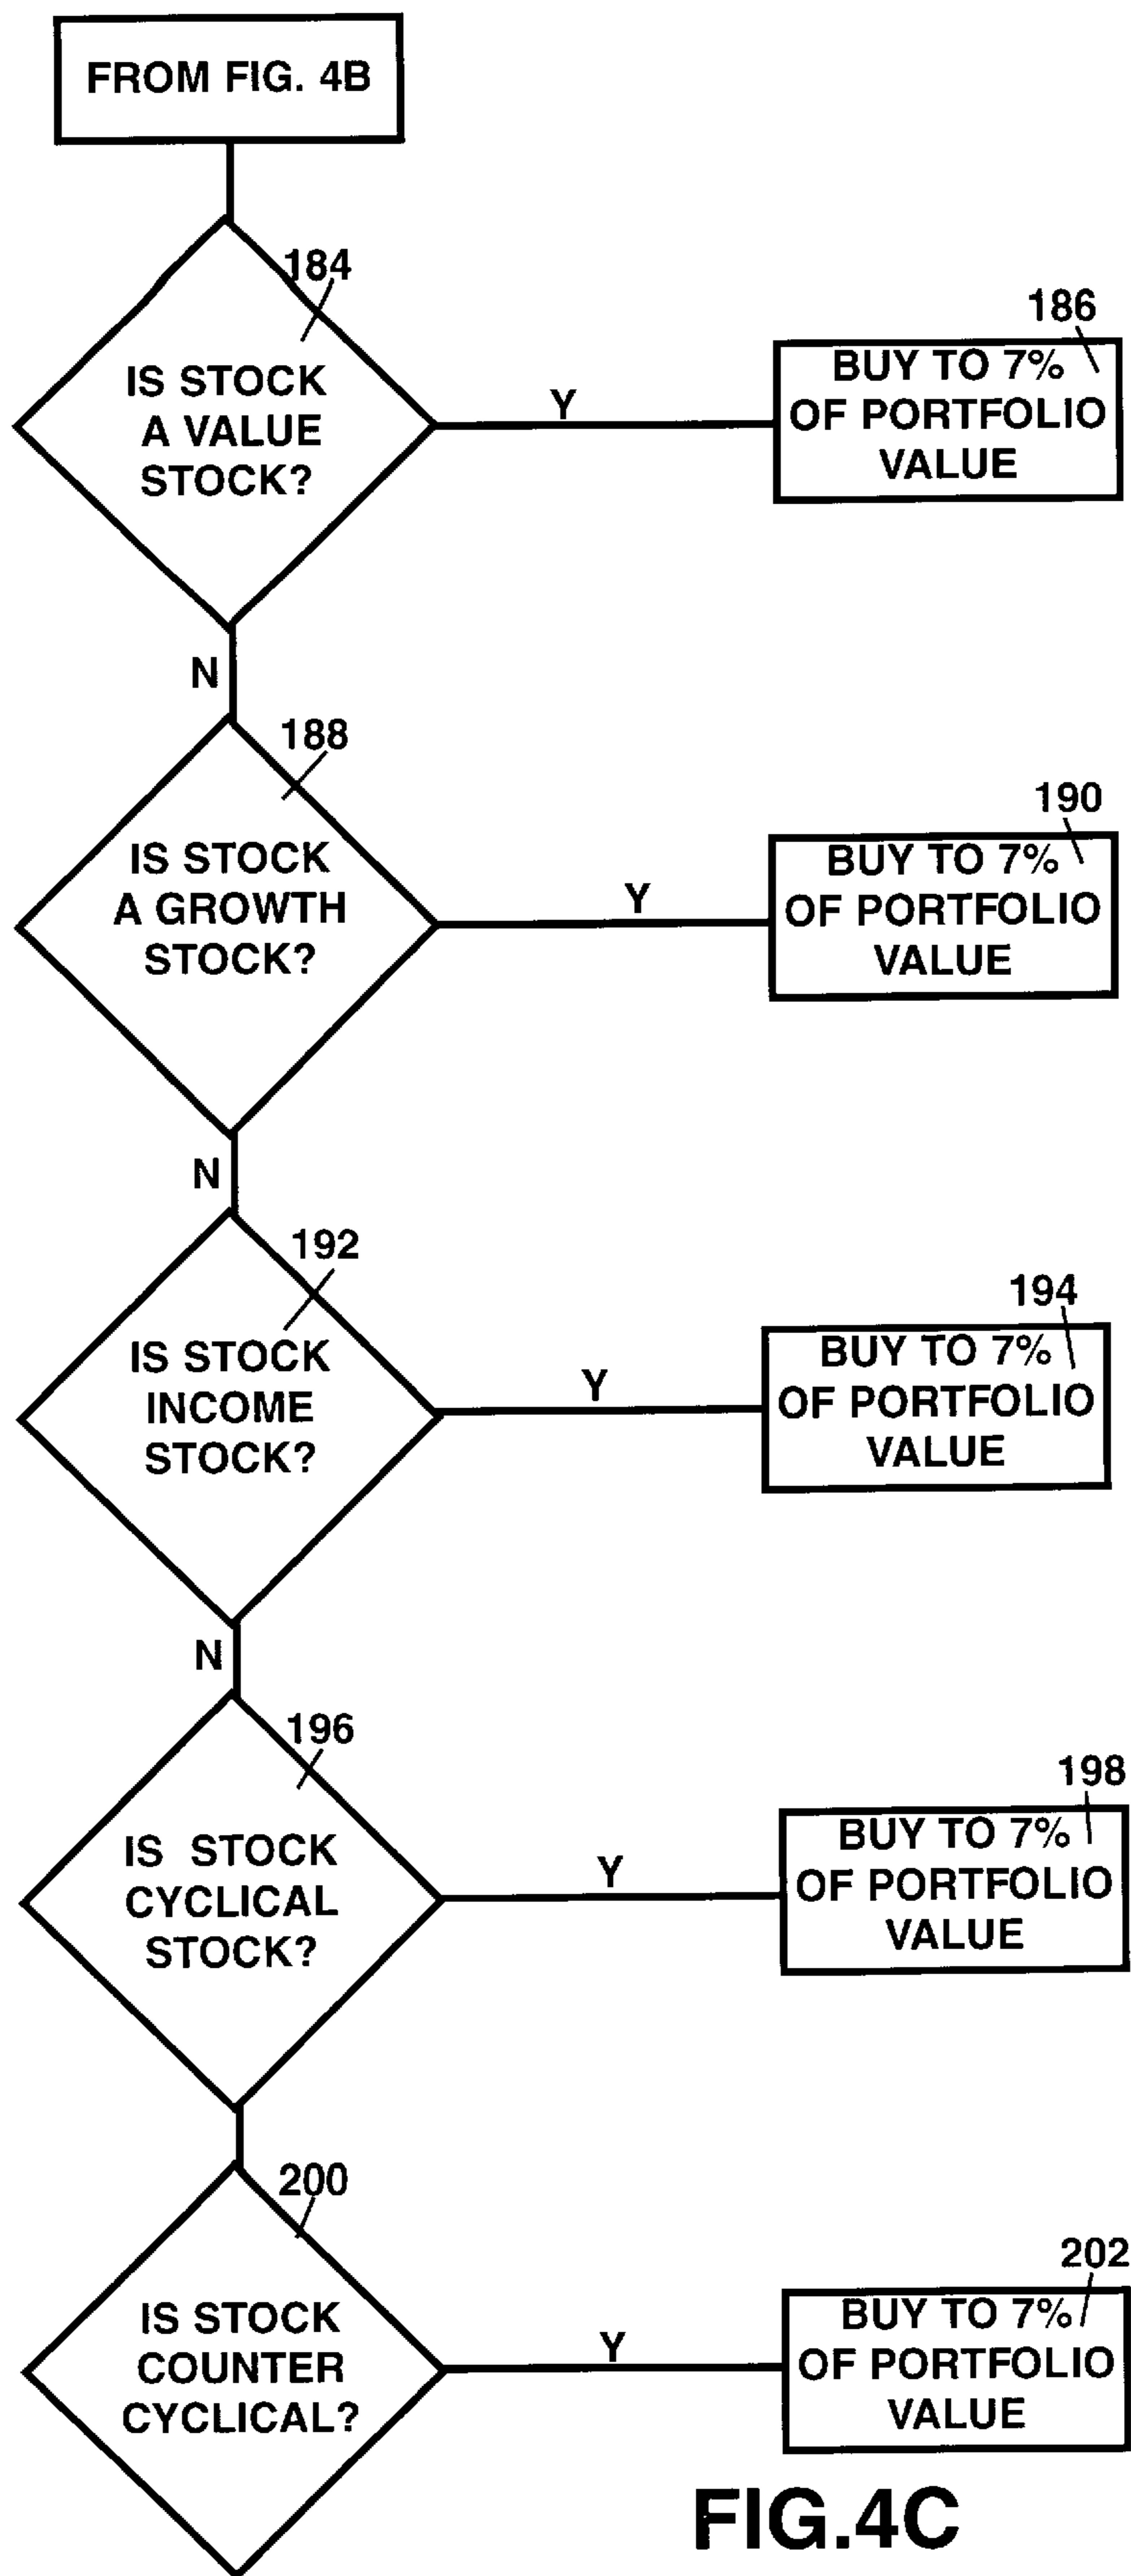 FROM FIG. 4B
184
IS STOCK
A VALUE
STOCK?
Y
186
BUY TO 7%
OF PORTFOLIO
VALUE
N
188
IS STOCK
A GROWTH
STOCK?
Y
190
BUY TO 7%
OF PORTFOLIO
VALUE
N
192
IS STOCK
INCOME
STOCK?
Y
194
BUY TO 7%
OF PORTFOLIO
VALUE
N
196
IS STOCK
CYCLICAL
STOCK?
Y
198
BUY TO 7%
OF PORTFOLIO
VALUE
200
IS STOCK
COUNTER
CYCLICAL?
Y
202
BUY TO 7%
OF PORTFOLIO
VALUE
FIG.4C